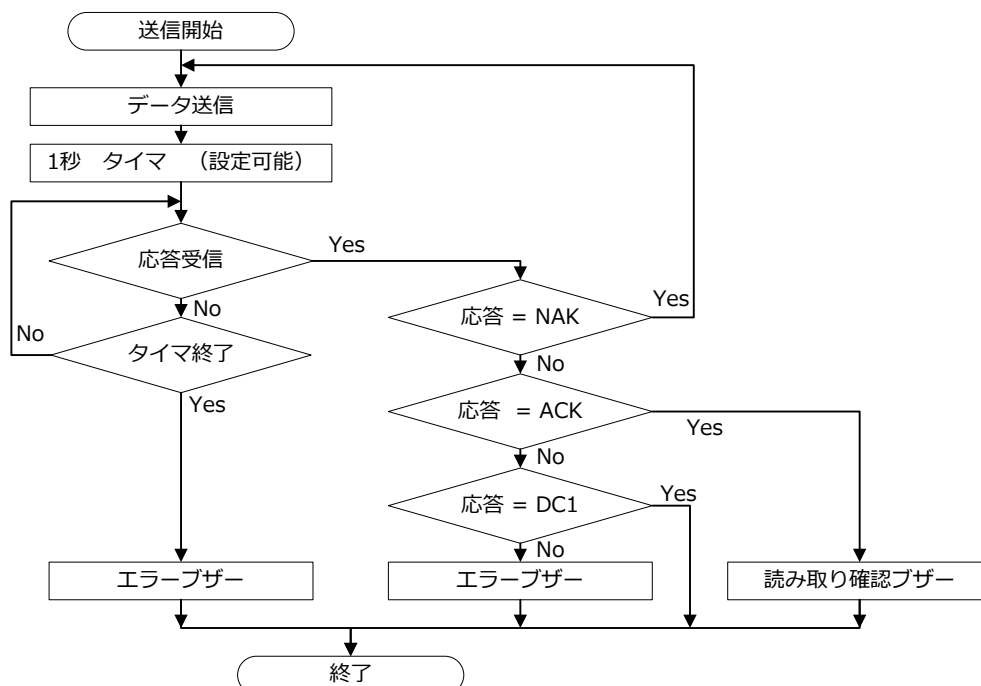 送信開始
データ送信
1秒　タイマ　（設定可能）
応答受信
Yes
No
タイマ終了
No
Yes
応答 = NAK
Yes
No
応答 = ACK
Yes
No
応答 = DC1
Yes
No
エラーブザー
エラーブザー
読み取り確認ブザー
終了